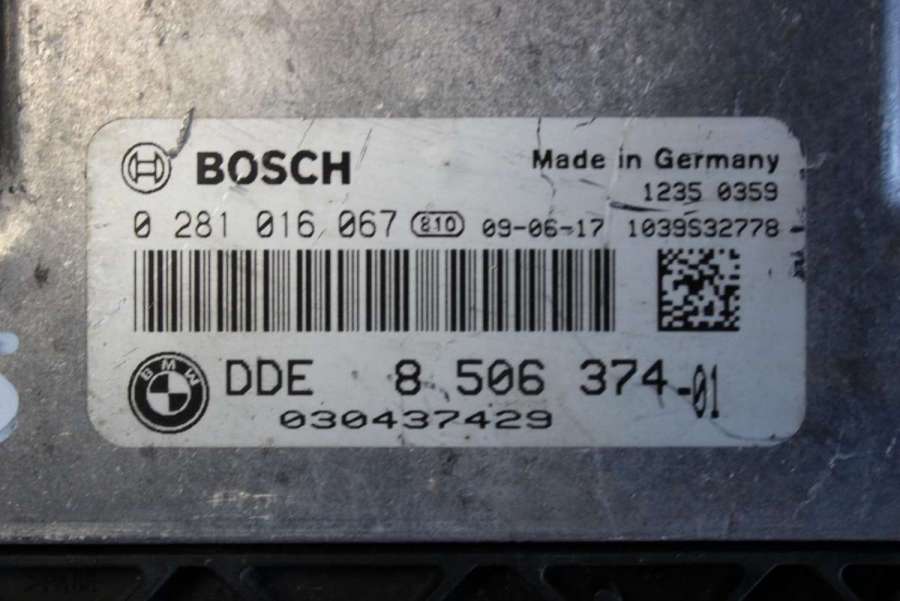 BOSCH
Made in Germany
1235 0359
0 281 016 067 810 09-06-17 1039S32778
BMW
DDE 8 506 374-01
030437429